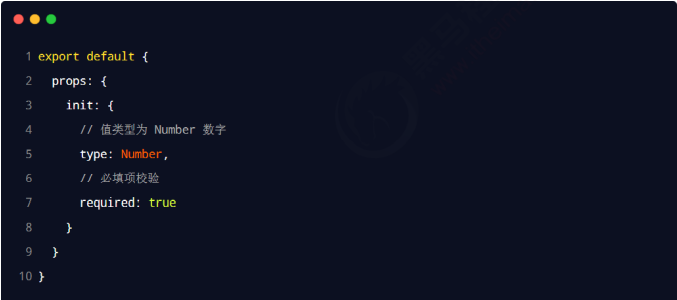 1 export default {
2 props: {
3 init: {
4 // 值类型为 Number 数字
5 type: Number,
6 // 必填项校验
7 required: true
8 }
9 }
10 }